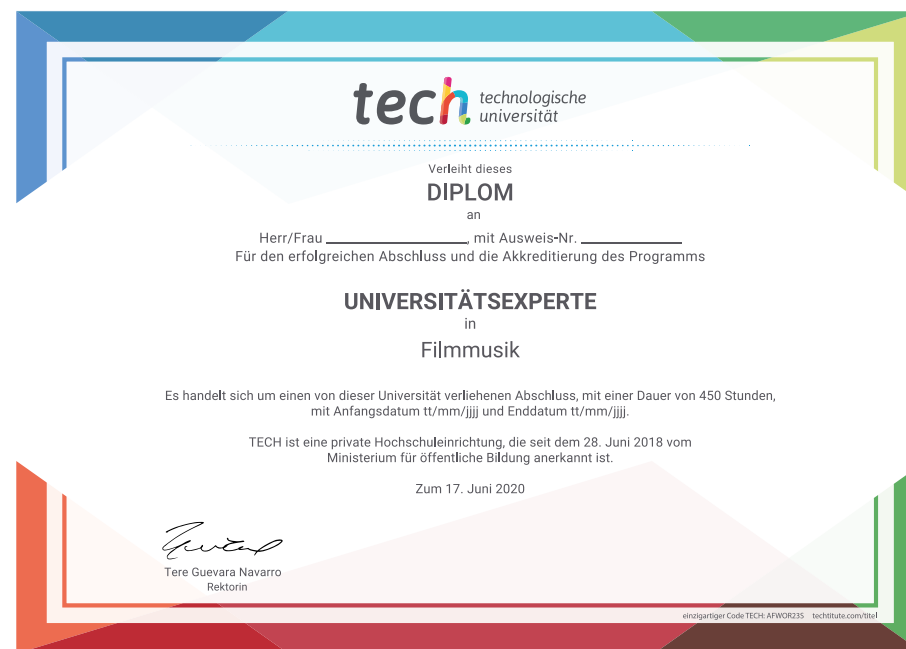 tech technologische
universität
Verleiht dieses
DIPLOM
an
Herr/Frau ____________________, mit Ausweis-Nr. ______________
Für den erfolgreichen Abschluss und die Akkreditierung des Programms
UNIVERSITÄTSEXPERTE
in
Filmmusik
Es handelt sich um einen von dieser Universität verliehenen Abschluss, mit einer Dauer von 450 Stunden,
mit Anfangsdatum tt/mm/jjjj und Enddatum tt/mm/jjjj.
TECH ist eine private Hochschuleinrichtung, die seit dem 28. Juni 2018 vom
Ministerium für öffentliche Bildung anerkannt ist.
Zum 17. Juni 2020
Tere Guevara Navarro
Rektorin
einzigartiger Code TECH: AFWOR23S techtitute.com/titel